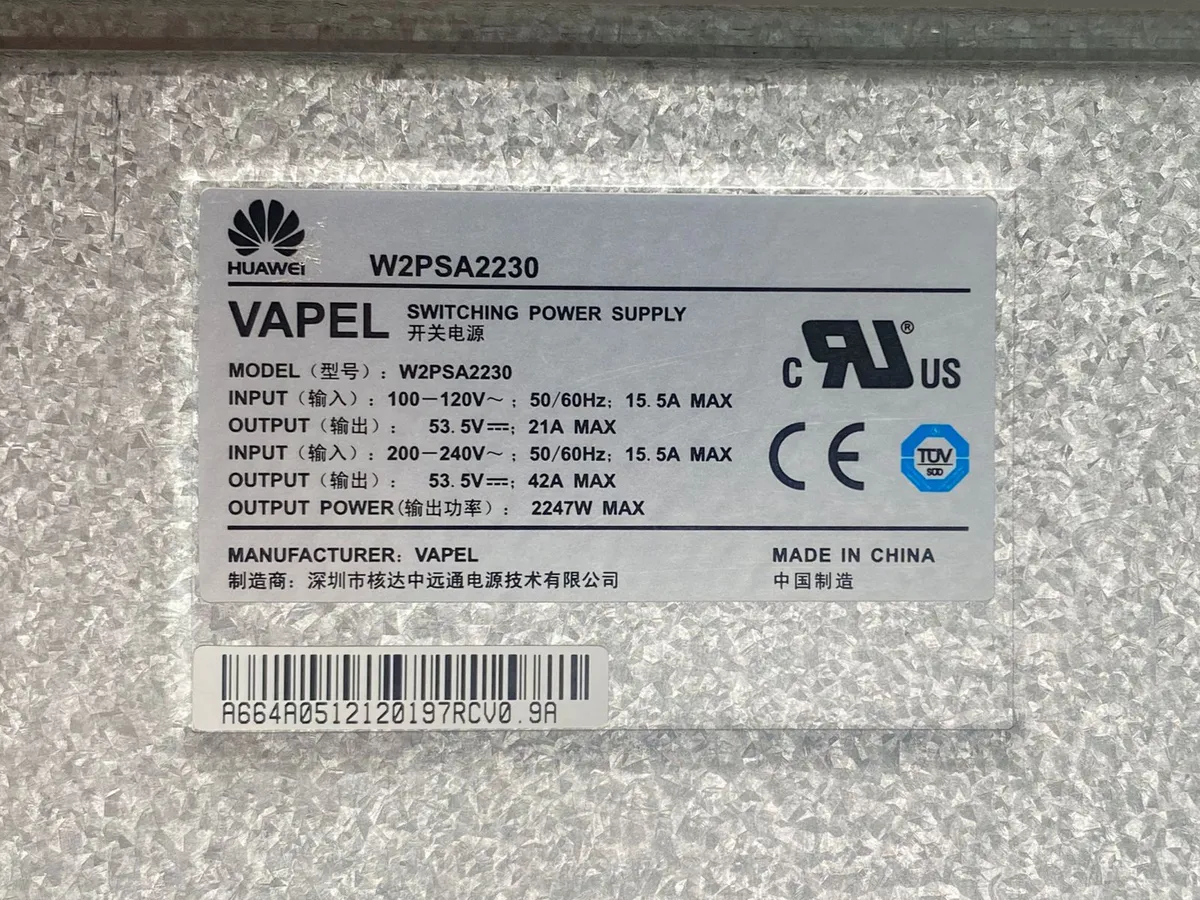 HUAWEI
W2PSA2230
VAPEL SWITCHING POWER SUPPLY
开关电源
MODEL（型号）: W2PSA2230
INPUT（输入）: 100－120V～; 50/60Hz; 15.5A MAX
OUTPUT（输出）: 53.5V⎓; 21A MAX
INPUT（输入）: 200－240V～; 50/60Hz; 15.5A MAX
OUTPUT（输出）: 53.5V⎓; 42A MAX
OUTPUT POWER(输出功率）: 2247W MAX
C RU® US
CE
TÜV
SÜD
MANUFACTURER: VAPEL
制造商: 深圳市核达中远通电源技术有限公司
MADE IN CHINA
中国制造
A664A0512120197RCV0.9A